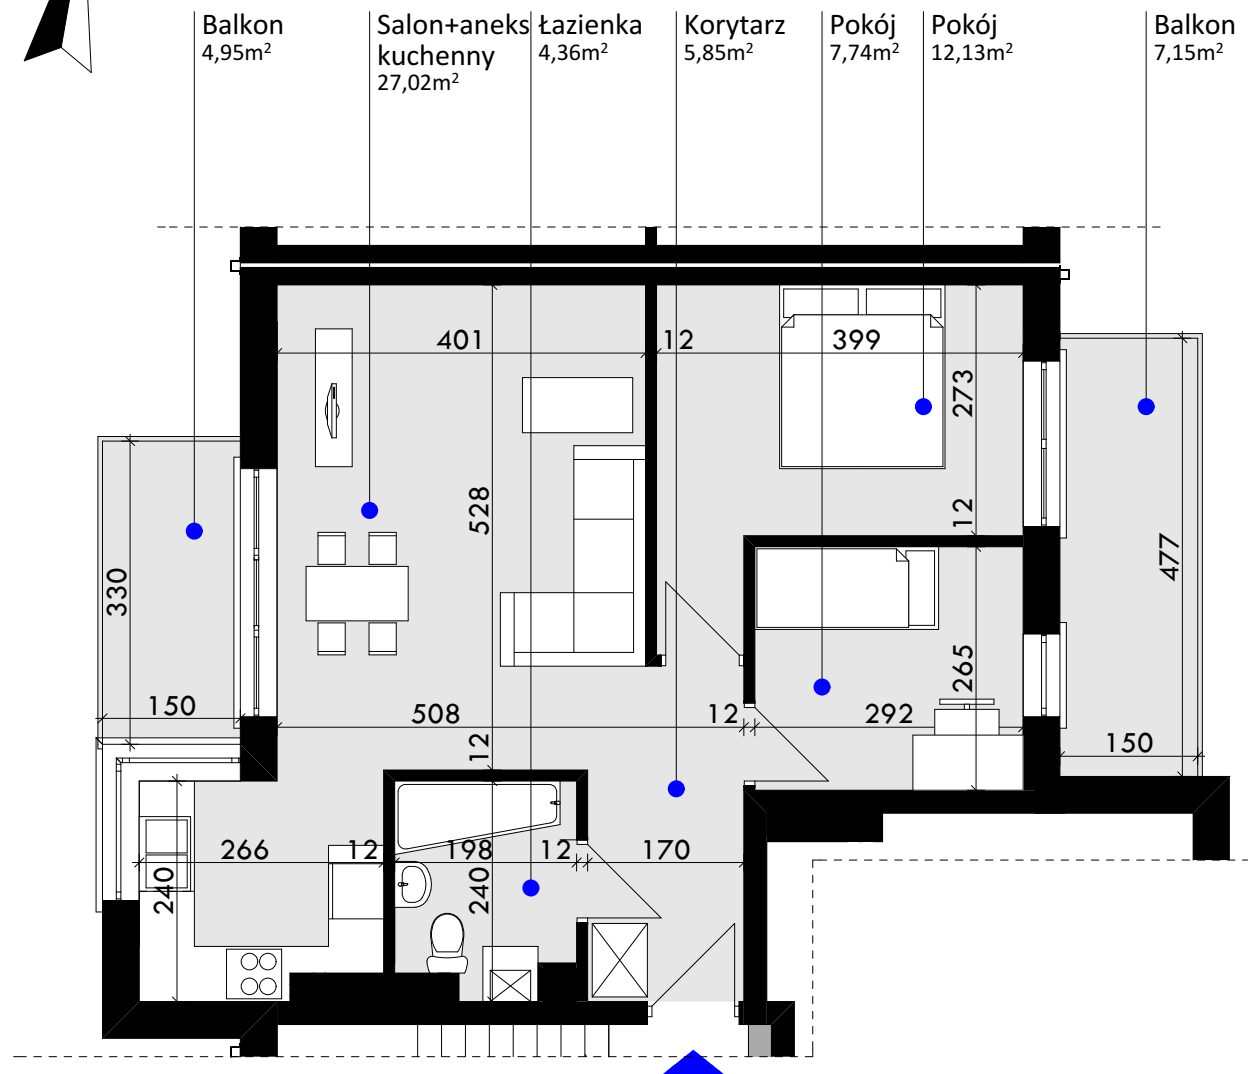 Balkon
4,95m²
Salon+aneks
kuchenny
27,02m²
Łazienka
4,36m²
Korytarz
5,85m²
Pokój
7,74m²
Pokój
12,13m²
Balkon
7,15m²
401
12
399
273
528
12
330
477
265
150
508
12
292
12
150
266
12
198
12
170
240
240